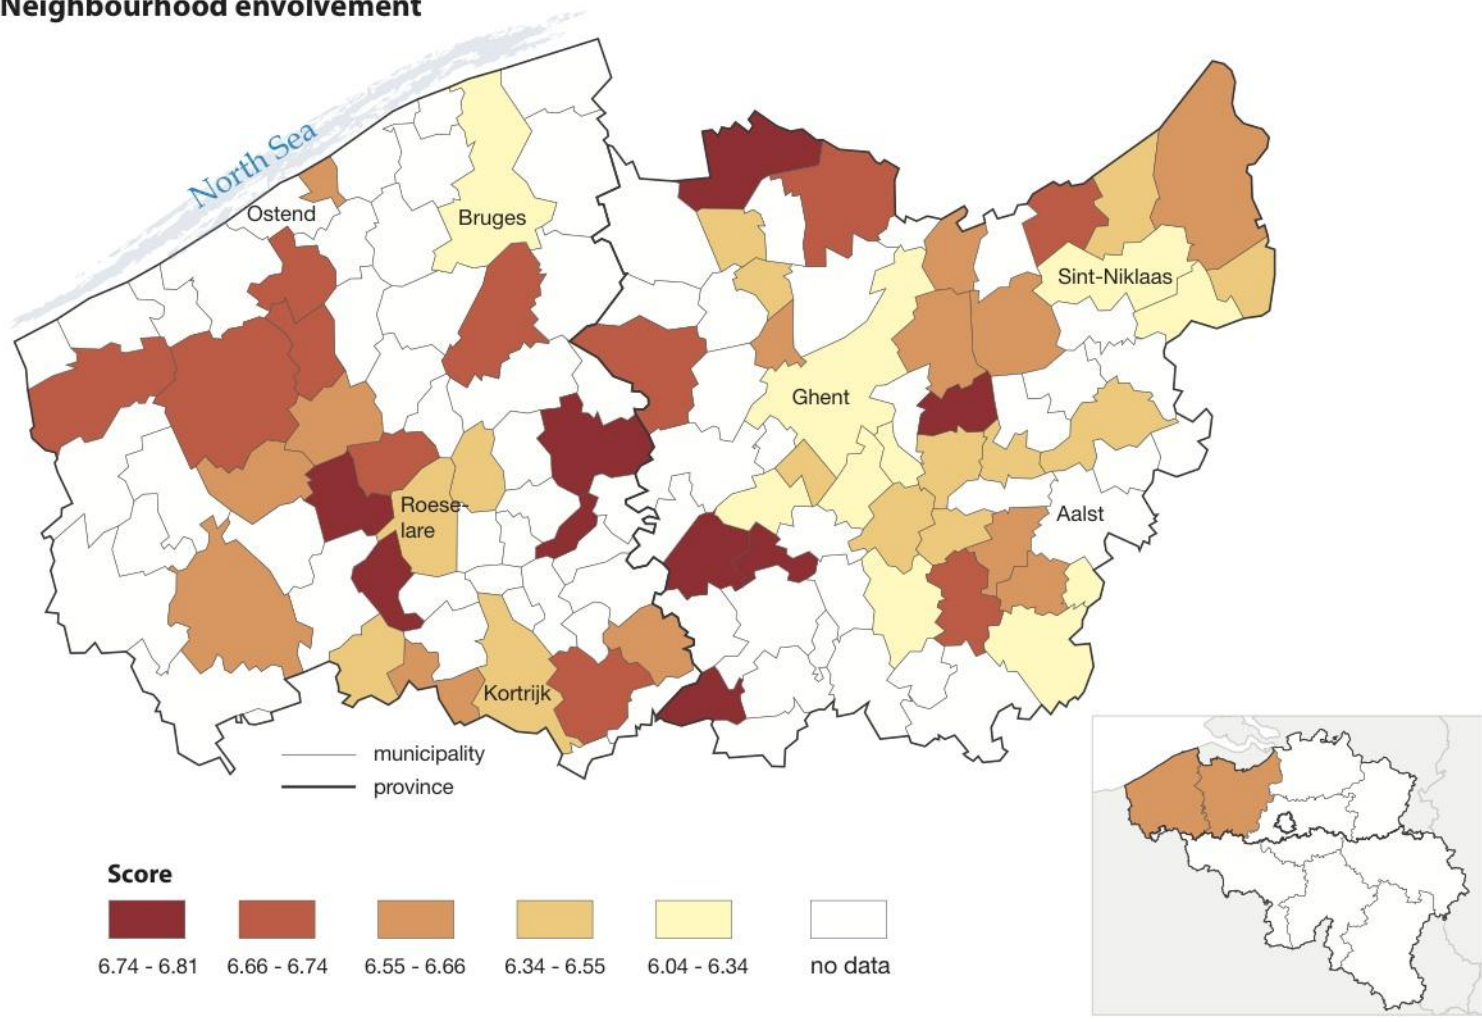 Neighbourhood envolvement
North Sea
Ostend
Bruges
Sint-Niklaas
Ghent
Roese-
lare
Aalst
Kortrijk
municipality
province
Score
6.74 - 6.81
6.66 - 6.74
6.55 - 6.66
6.34 - 6.55
6.04 - 6.34
no data